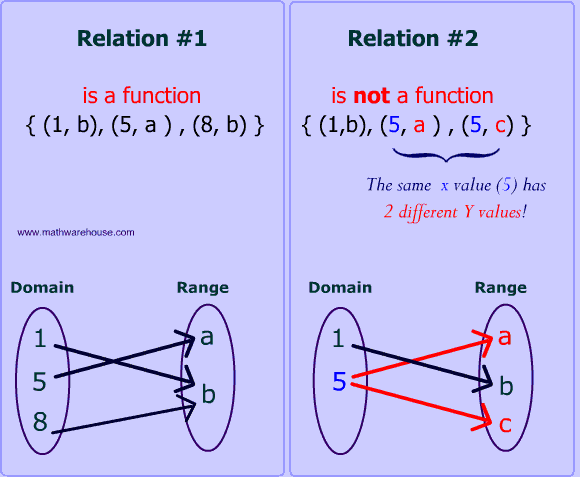 Relation #1
is a function
{ (1, b), (5, a ) , (8, b) }
www.mathwarehouse.com
Domain
Range
1
5
8
a
b
Relation #2
is not a function
{ (1,b), (5, a ) , (5, c) }
The same x value (5) has
2 different Y values!
Domain
Range
1
5
a
b
c